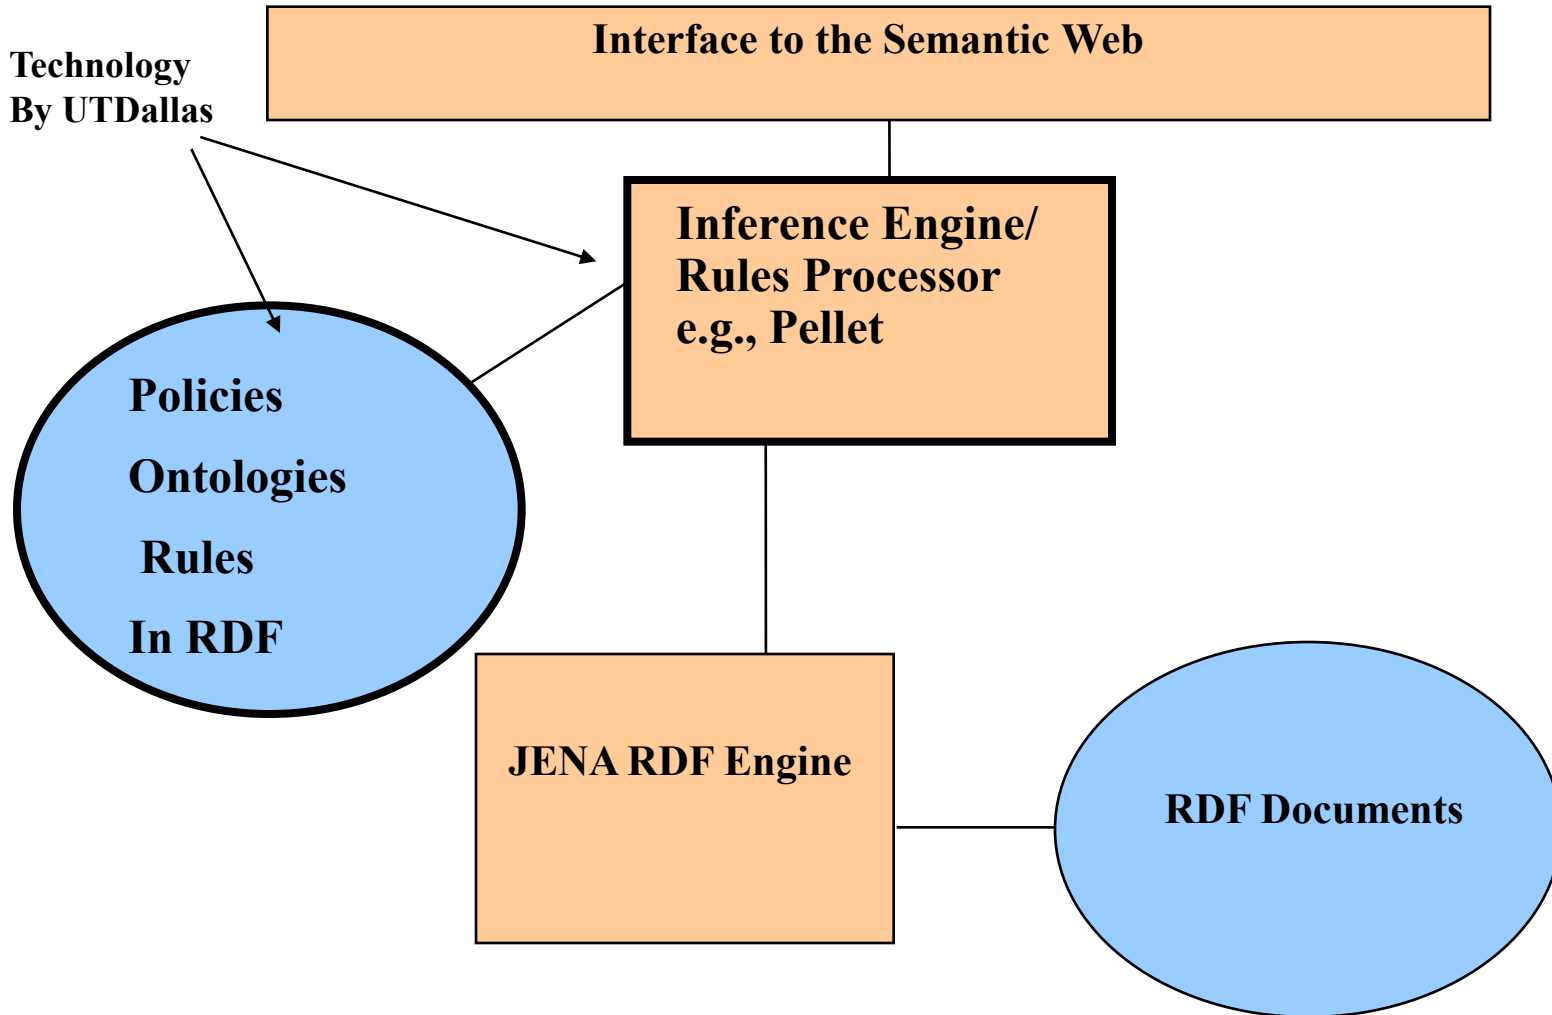 Interface to the Semantic Web
Technology
By UTDallas
Inference Engine/
Rules Processor
e.g., Pellet
Policies
Ontologies
Rules
In RDF
JENA RDF Engine
RDF Documents